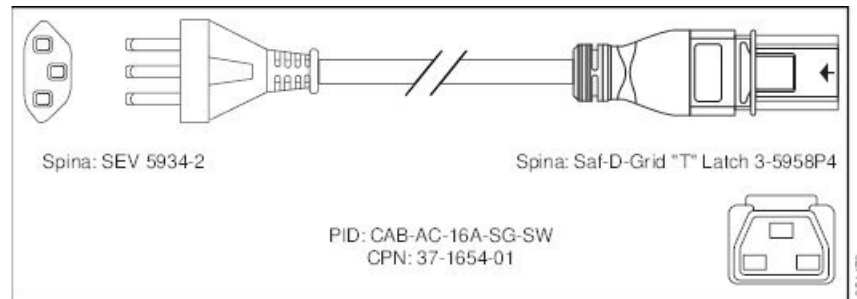 Spina: SEV 5934-2
Spina: Saf-D-Grid "T" Latch 3-5958P4
PID: CAB-AC-16A-SG-SW
CPN: 37-1654-01